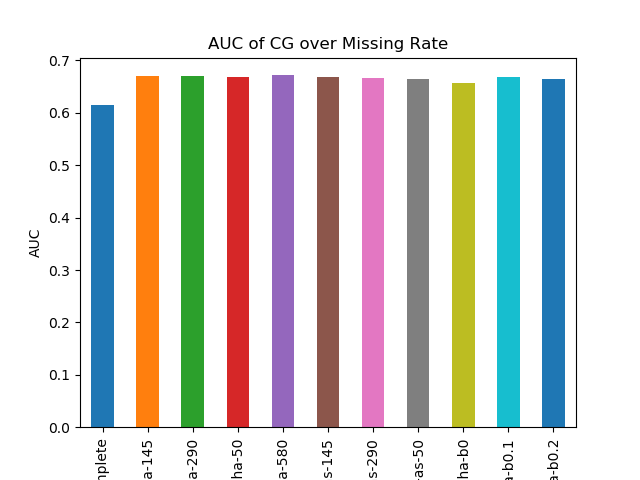 AUC of CG over Missing Rate
AUC
0.7
0.6
0.5
0.4
0.3
0.2
0.1
0.0
mplete
a-145
a-290
ha-50
a-580
s-145
s-290
-as-50
ha-b0
a-b0.1
a-b0.2